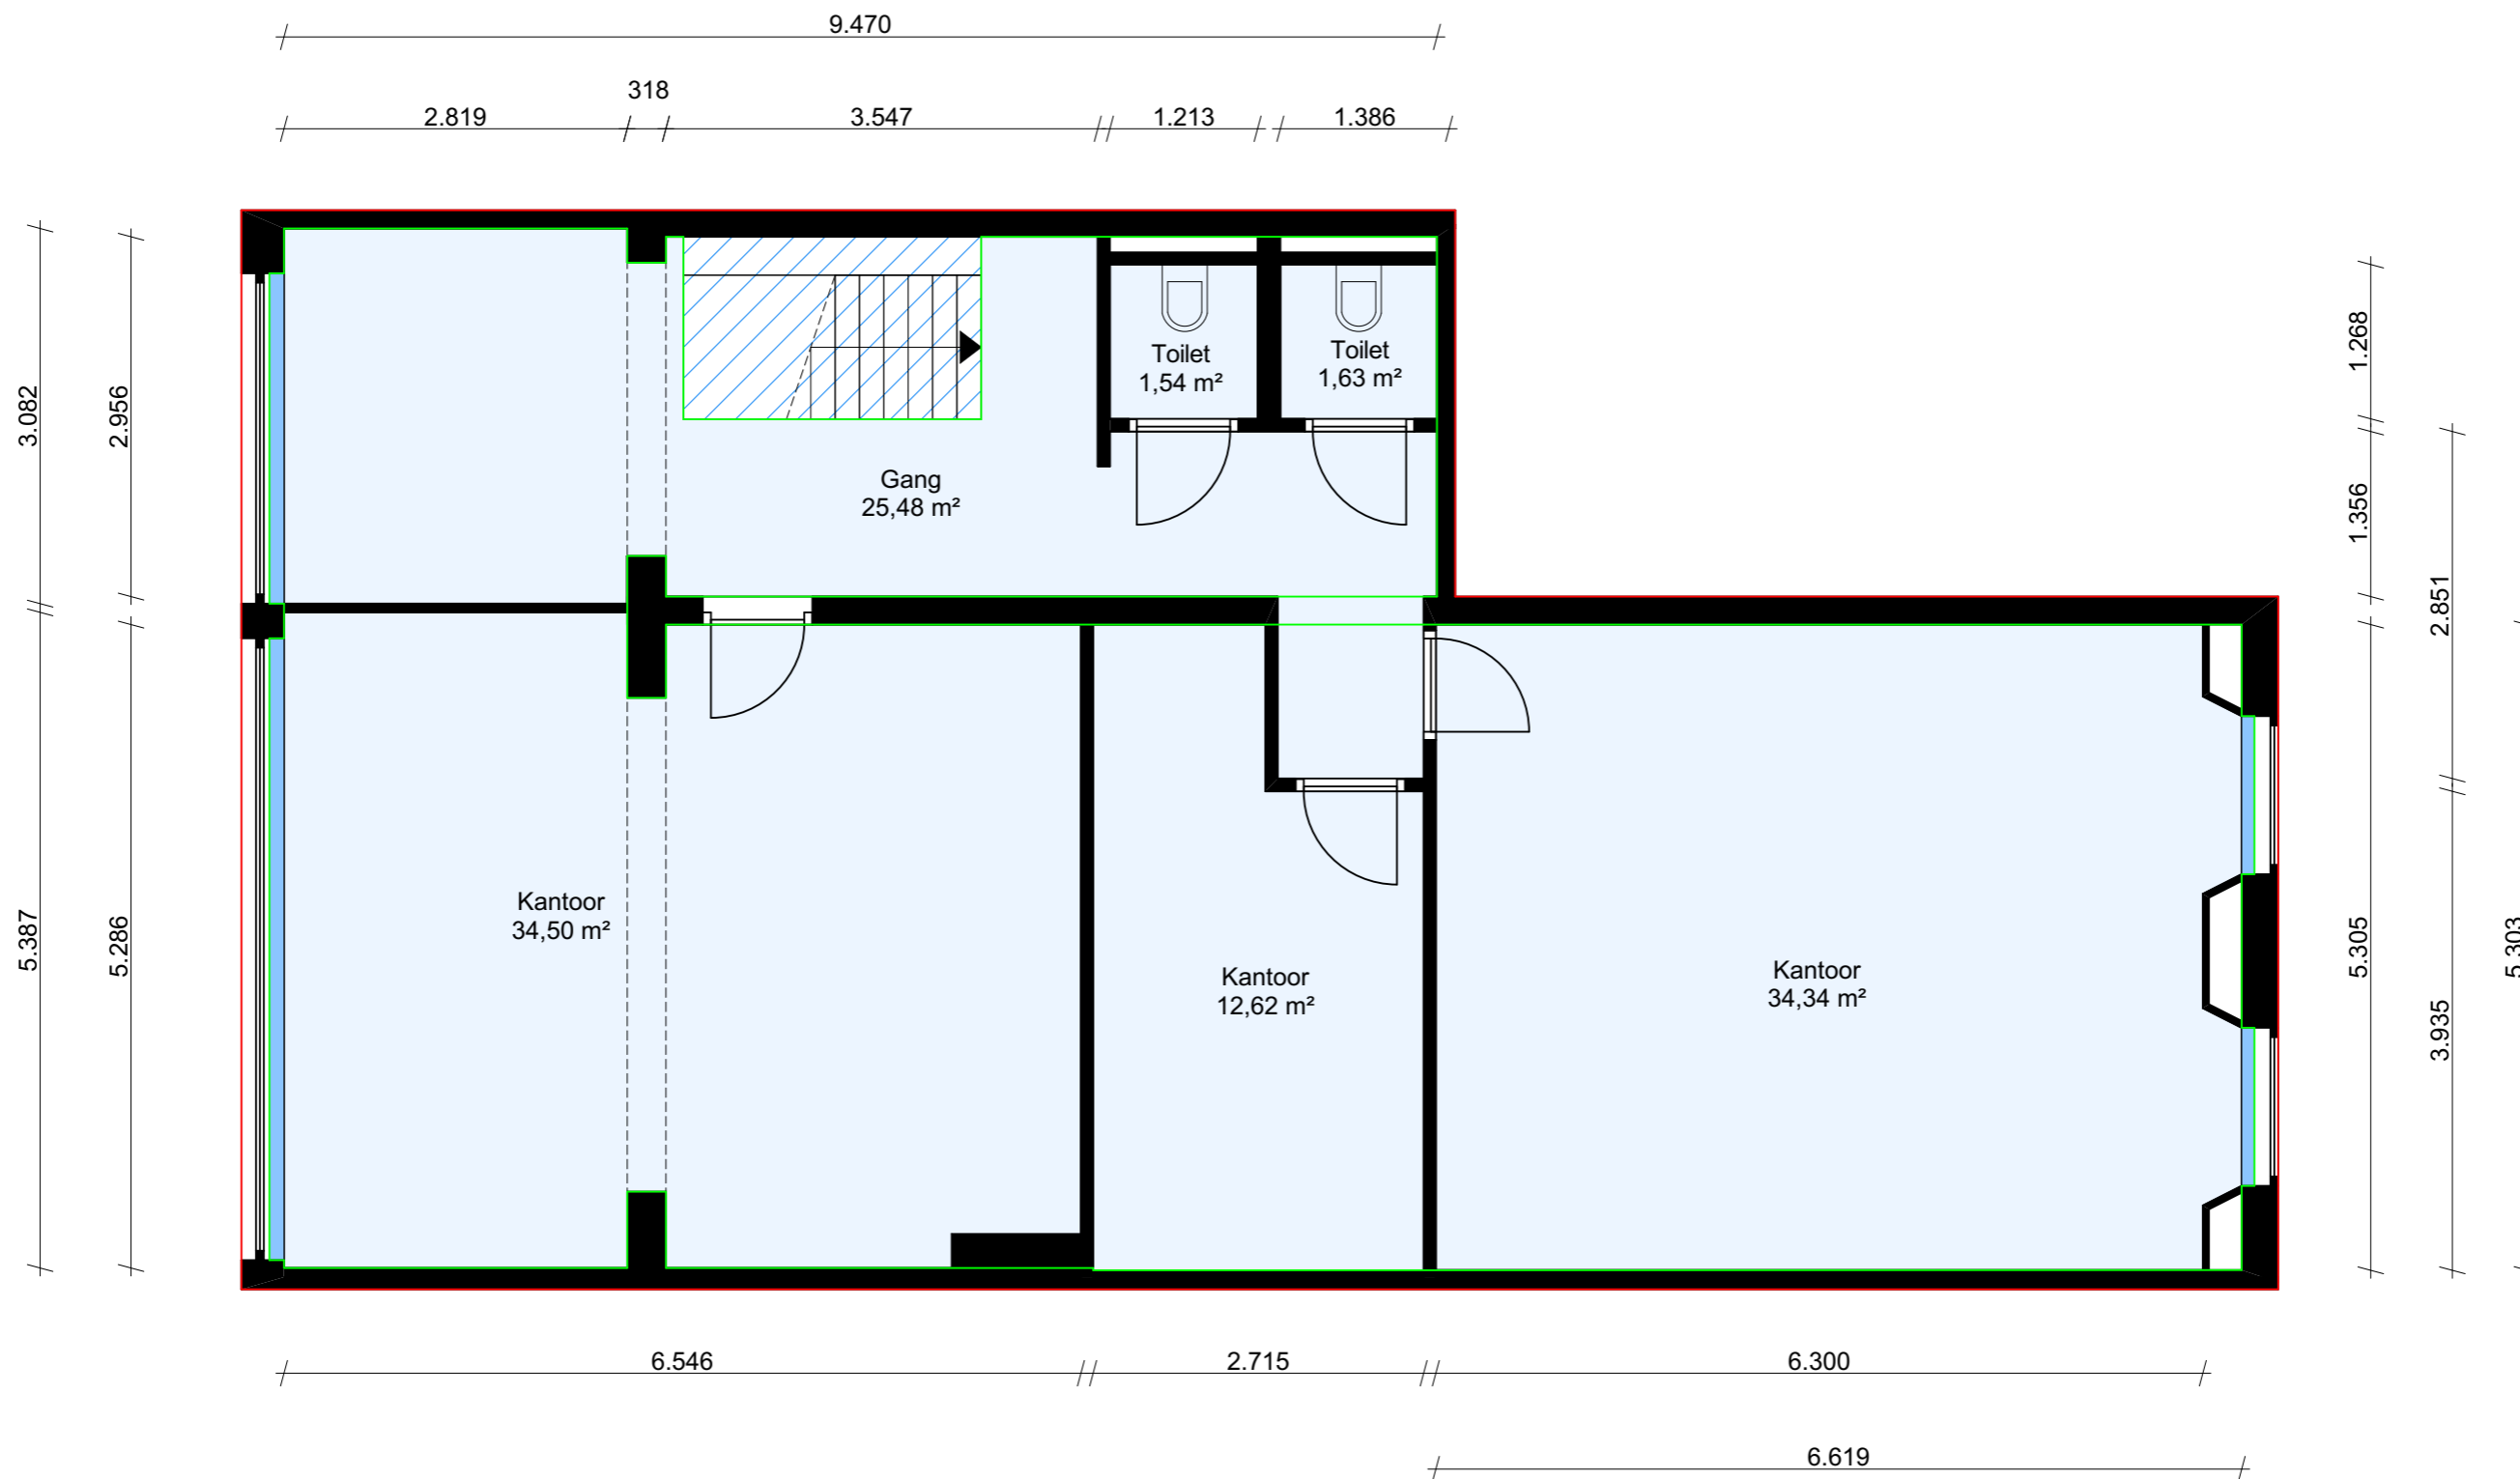 9.470
318
2.819
3.547
1.213
1.386
3.082
2.956
Toilet
1,54 m²
Toilet
1,63 m²
1.268
Gang
25,48 m²
1.356
2.851
5.387
5.286
Kantoor
34,50 m²
Kantoor
12,62 m²
Kantoor
34,34 m²
5.305
3.935
5.303
6.546
2.715
6.300
6.619